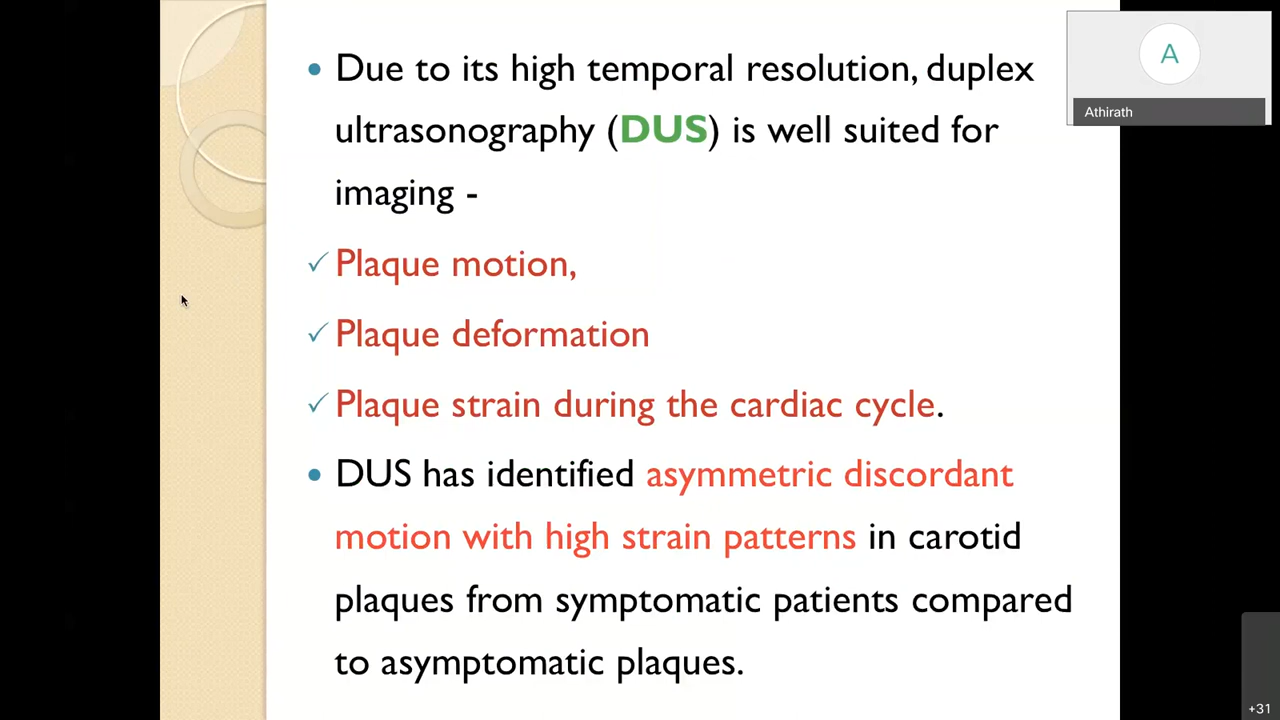 • Due to its high temporal resolution, duplex
ultrasonography (DUS) is well suited for
imaging -
✓ Plaque motion,
✓ Plaque deformation
✓ Plaque strain during the cardiac cycle.
• DUS has identified asymmetric discordant
motion with high strain patterns in carotid
plaques from symptomatic patients compared
to asymptomatic plaques.
A
Athirath
+31